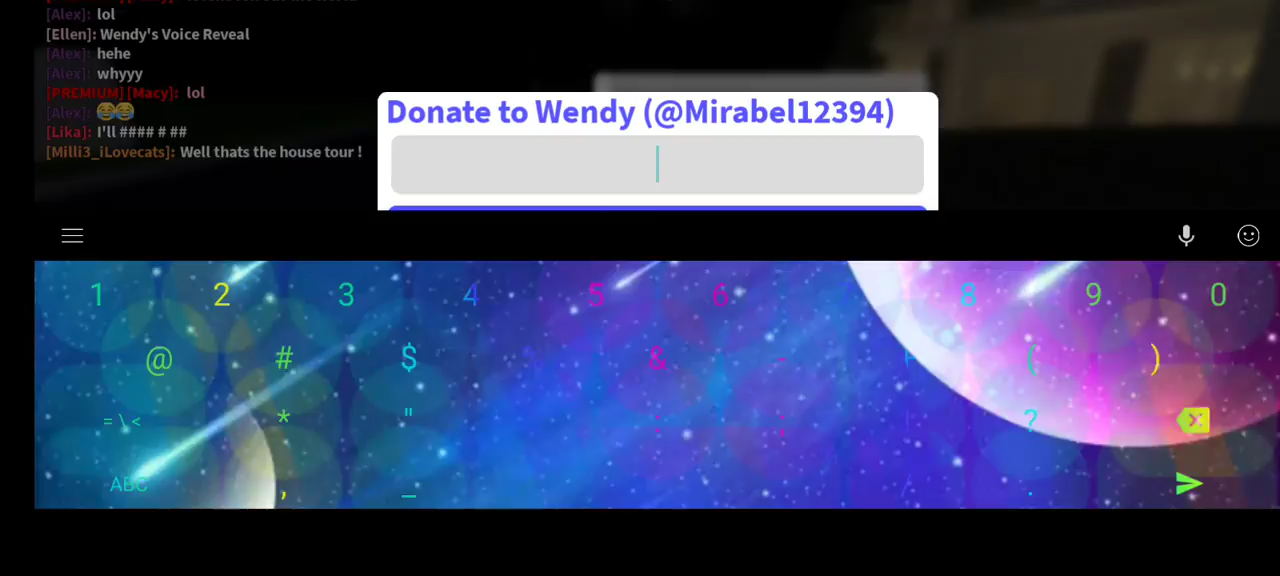 [Alex]: lol
[Ellen]: Wendy's Voice Reveal
[Alex]: hehe
[Alex]: whyyy
[PREMIUM] [Macy]: lol
[Alex]: 😂😂
[Lika]: I'll #### # ##
[Milli3_iLovecats]: Well thats the house tour !
Donate to Wendy (@Mirabel12394)
1 2 3 4 5 6 8 9 0
@ # $ & - + ( )
= \ < * " : ; ?
ABC , _ / .